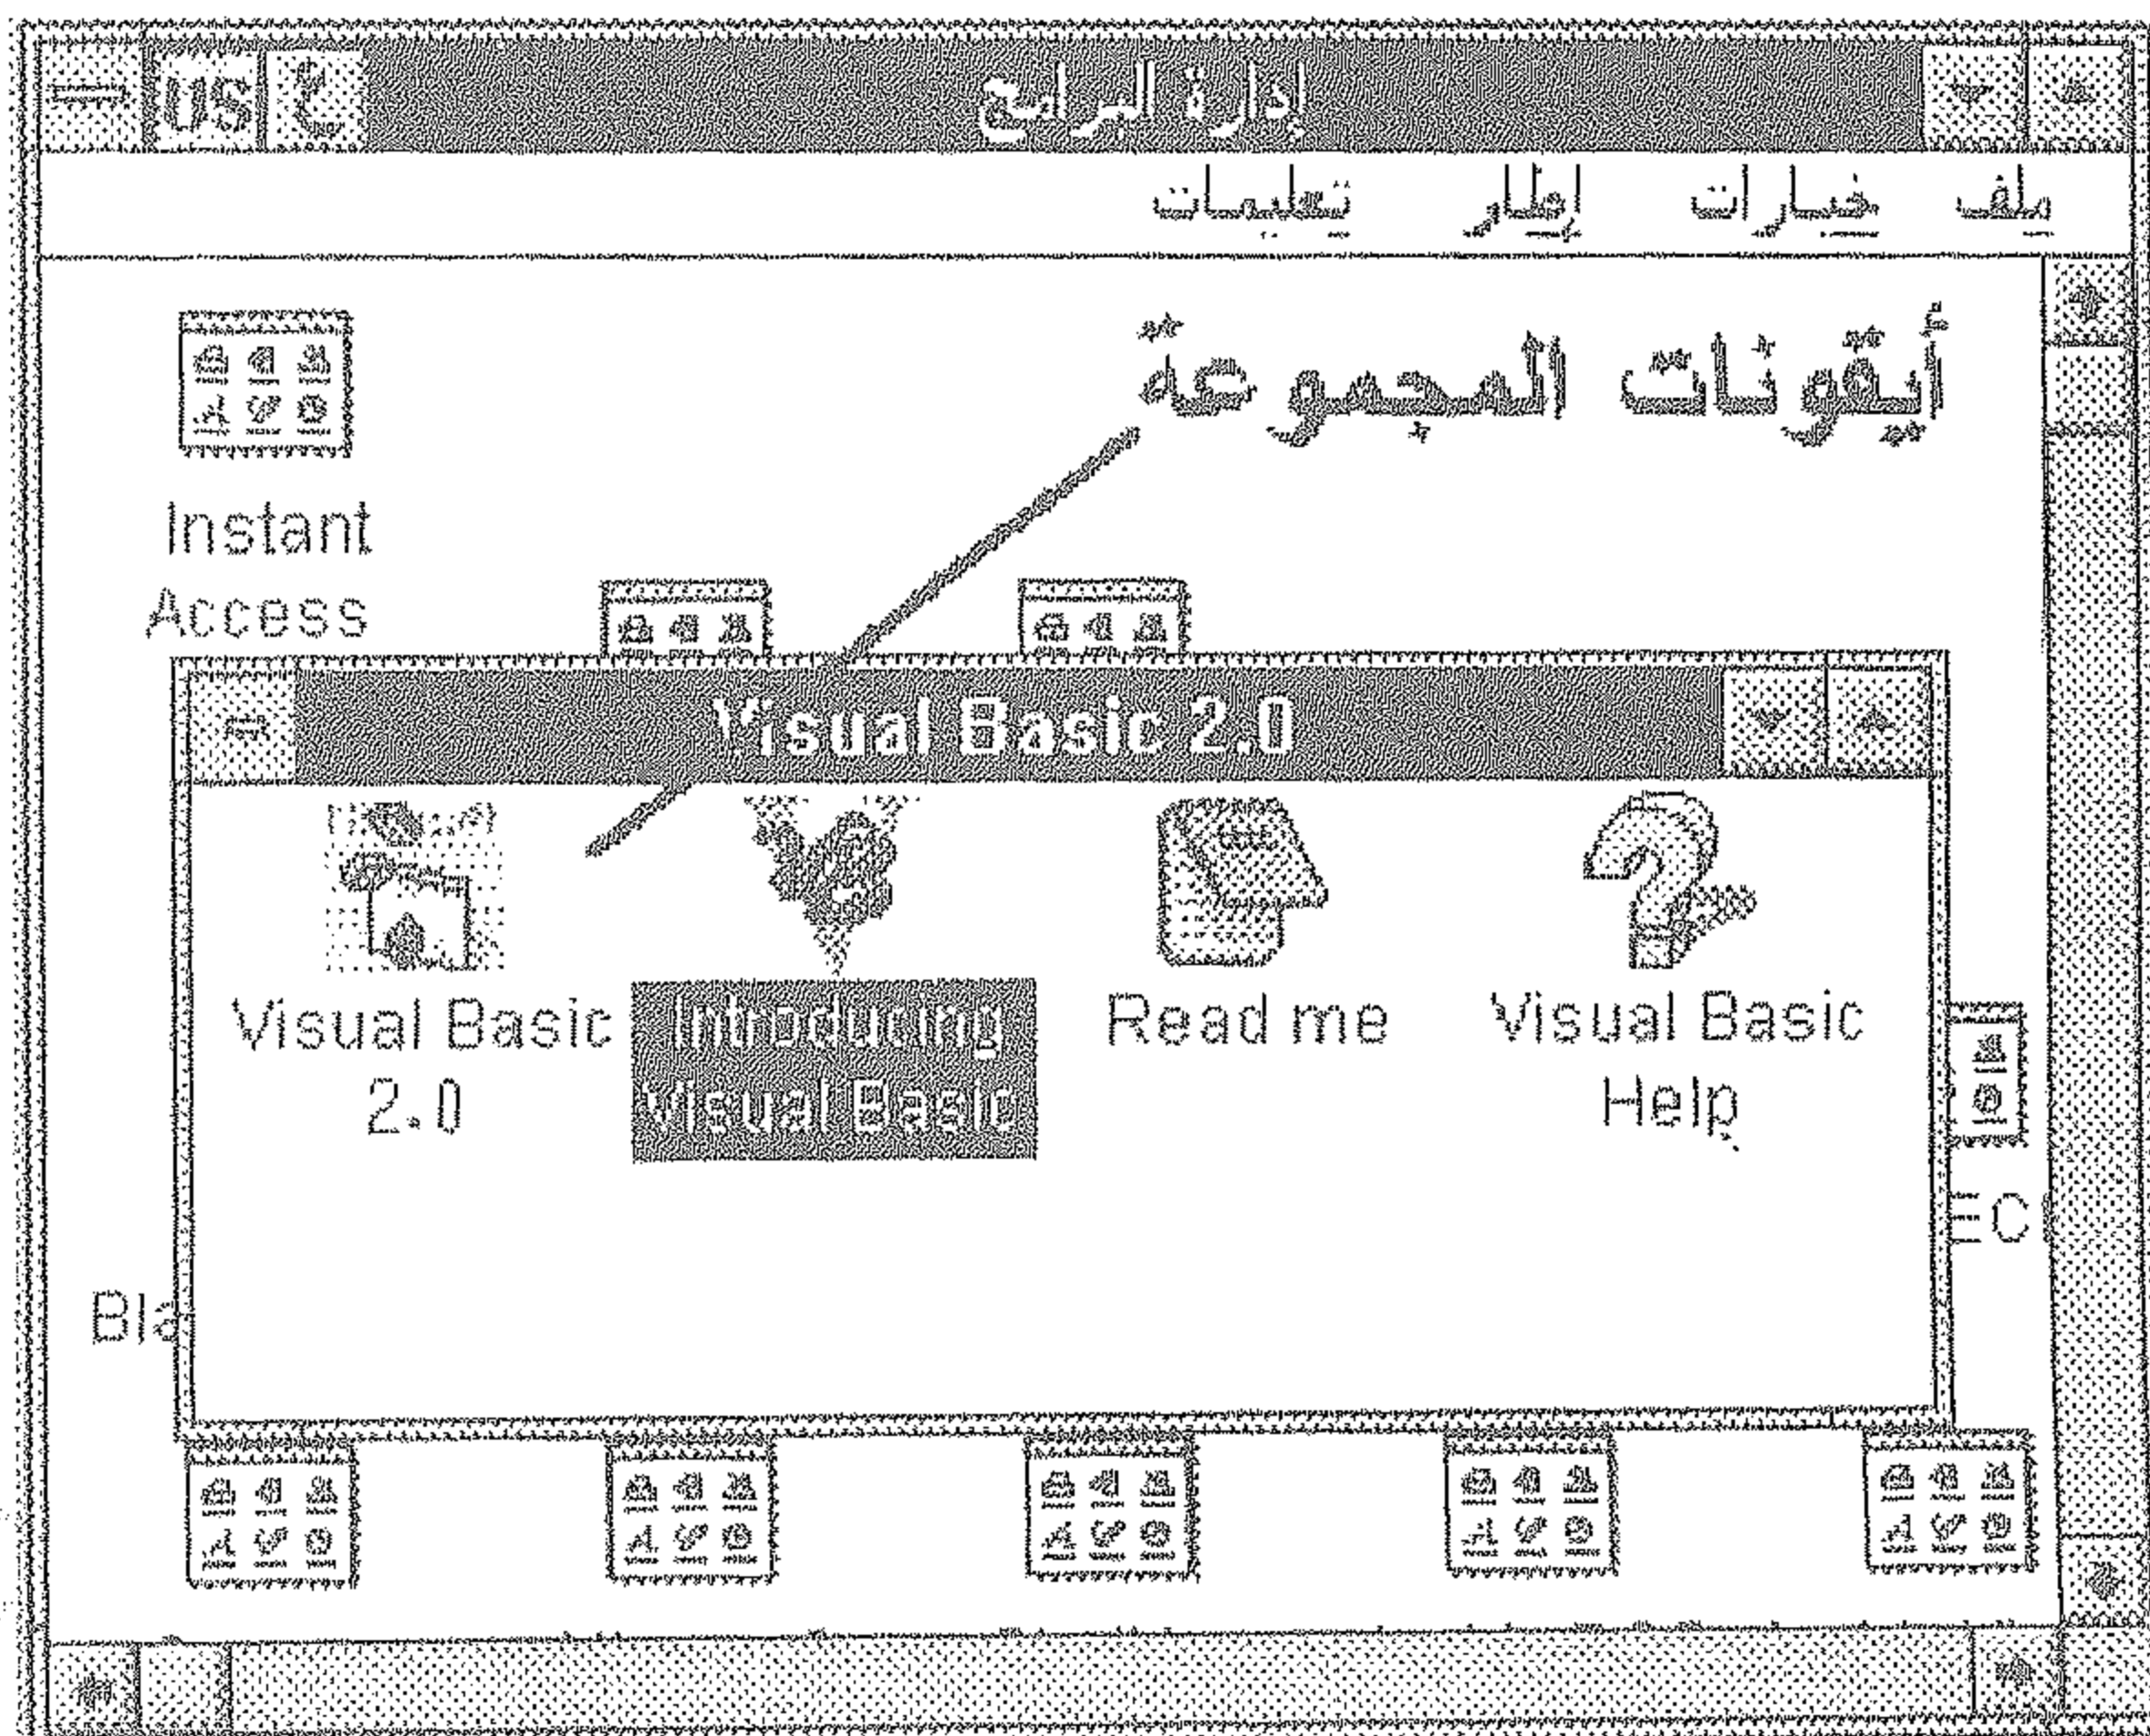 US
إدارة البرامج
ملف خيارات إطار تعليمات
أيقونات المجموعة
Instant
Access
Visual Basic 2.0
Visual Basic
2.0
Introducing
Visual Basic
Read me
Visual Basic
Help
EC
Bla